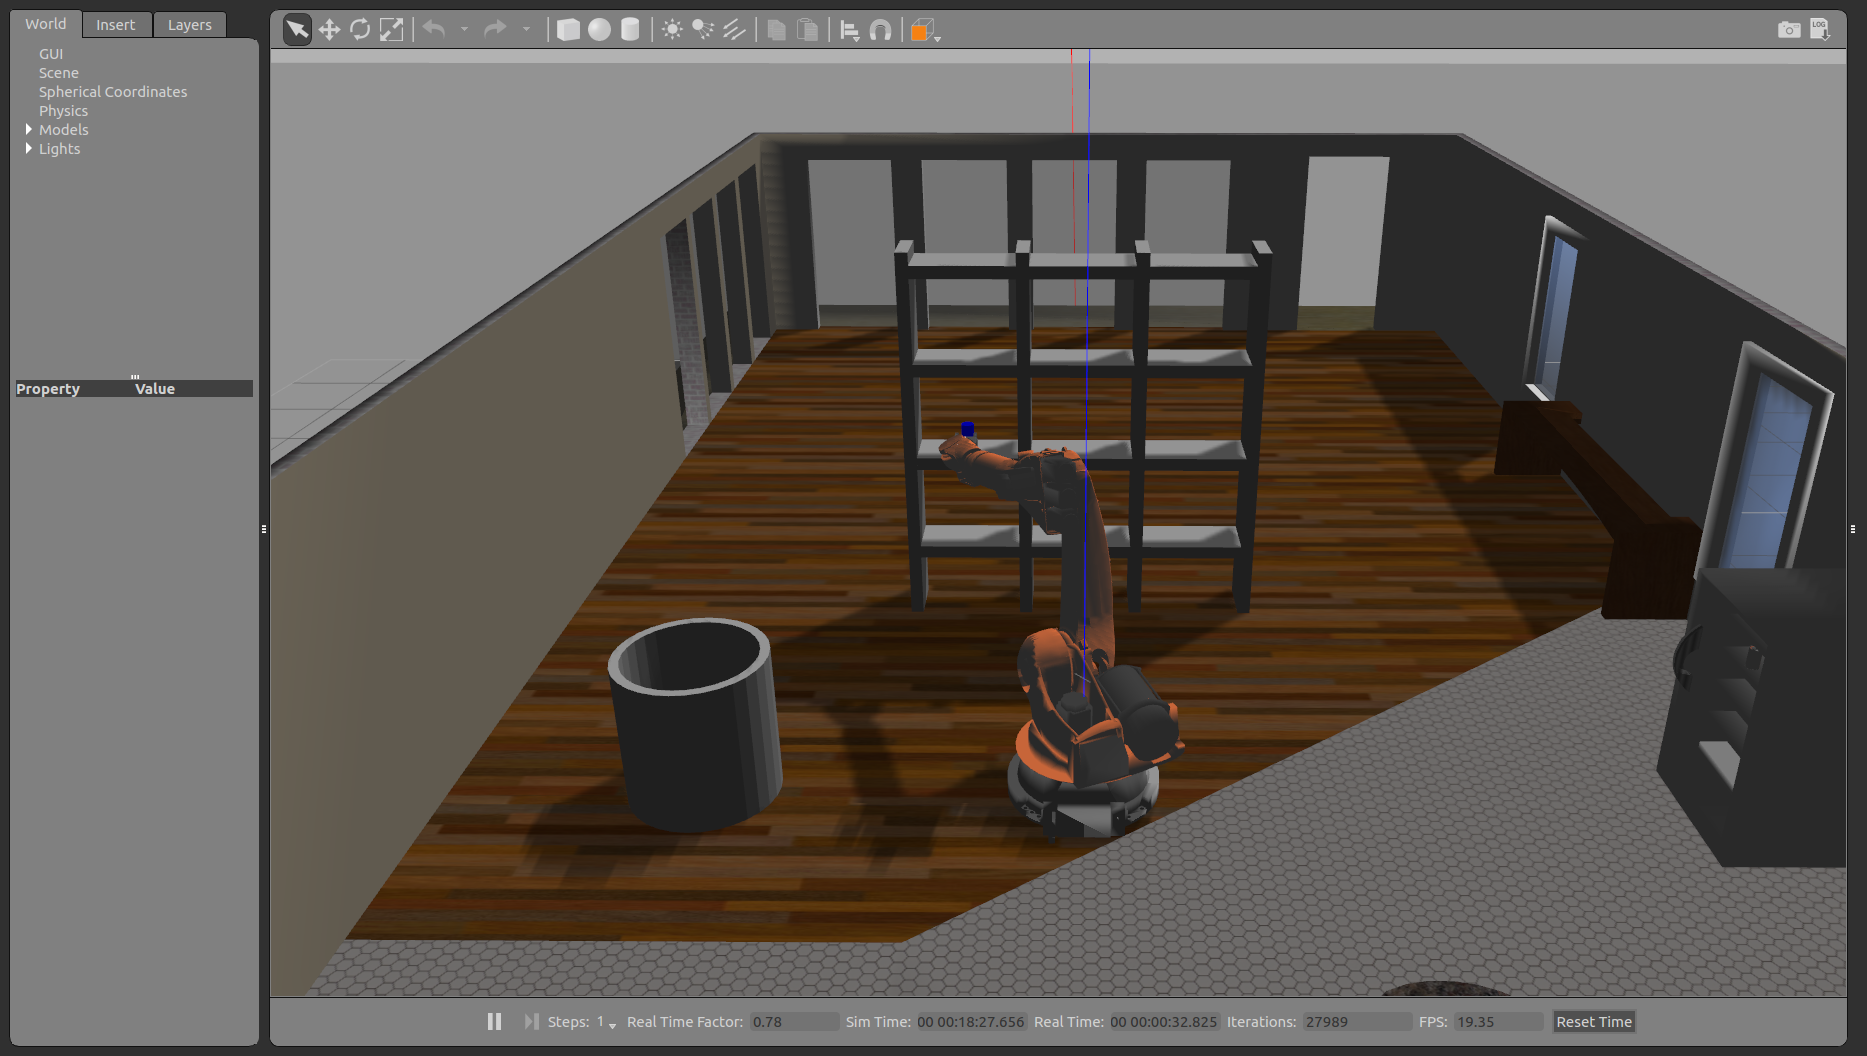 World Insert Layers
GUI
Scene
Spherical Coordinates
Physics
Models
Lights
Property Value
LOG
Steps: 1 Real Time Factor: 0.78 Sim Time: 00 00:18:27.656 Real Time: 00 00:00:32.825 Iterations: 27989 FPS: 19.35 Reset Time